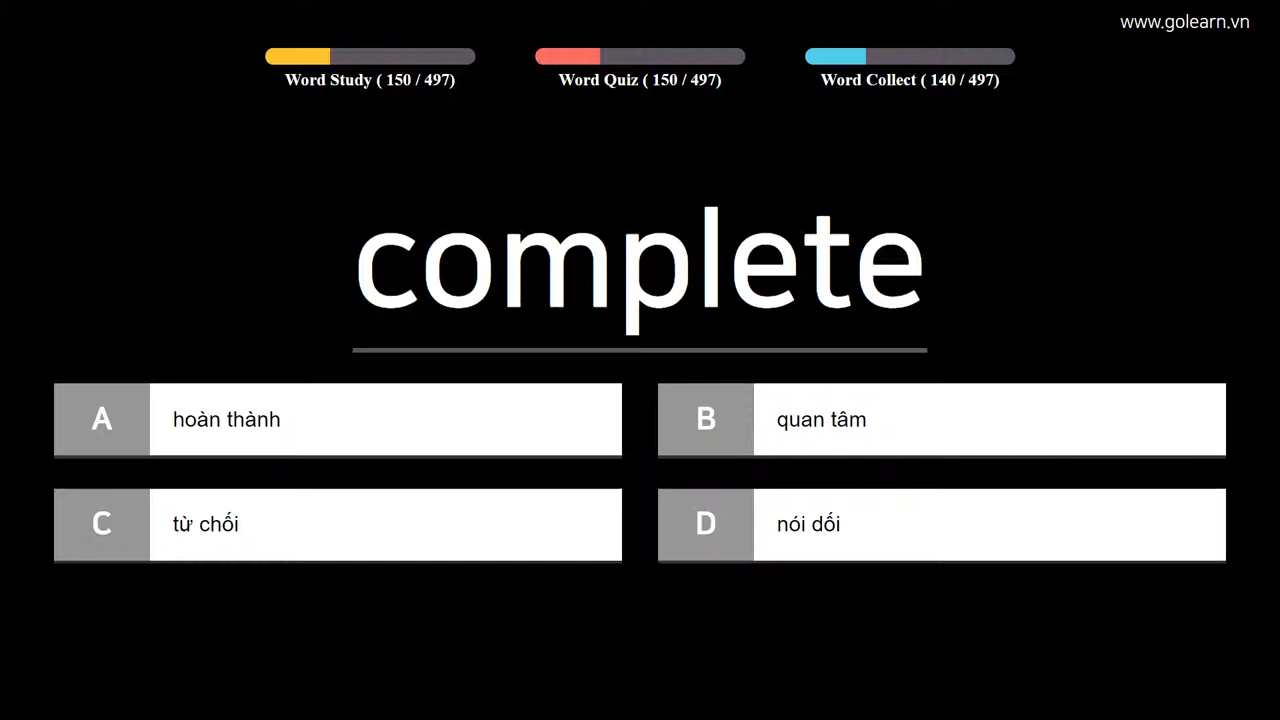 www.golearn.vn
Word Study ( 150 / 497)
Word Quiz ( 150 / 497)
Word Collect ( 140 / 497)
complete
A hoàn thành
B quan tâm
C từ chối
D nói dối